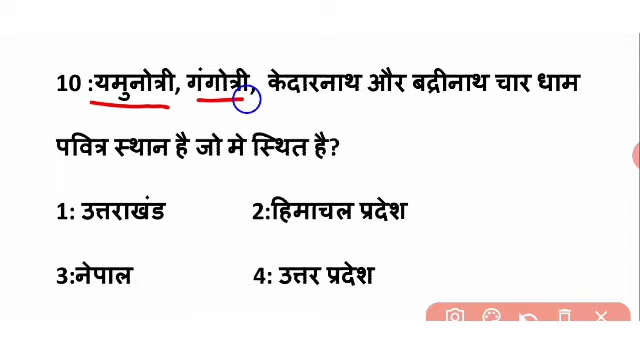 10 :यमुनोत्री, गंगोत्री, केदारनाथ और बद्रीनाथ चार धाम
पवित्र स्थान है जो मे स्थित है?
1: उत्तराखंड 2:हिमाचल प्रदेश
3:नेपाल 4: उत्तर प्रदेश